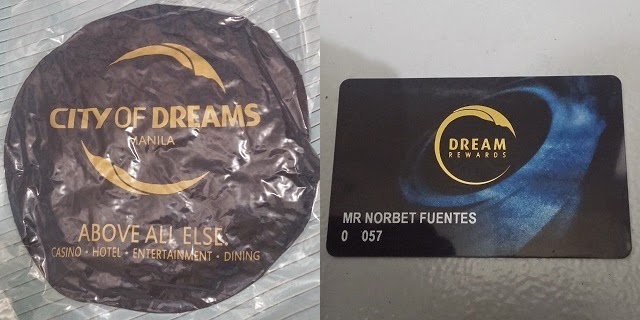 CITY OF DREAMS
MANILA
ABOVE ALL ELSE.
CASINO • HOTEL • ENTERTAINMENT • DINING
DREAM
REWARDS
MR NORBET FUENTES
0 057